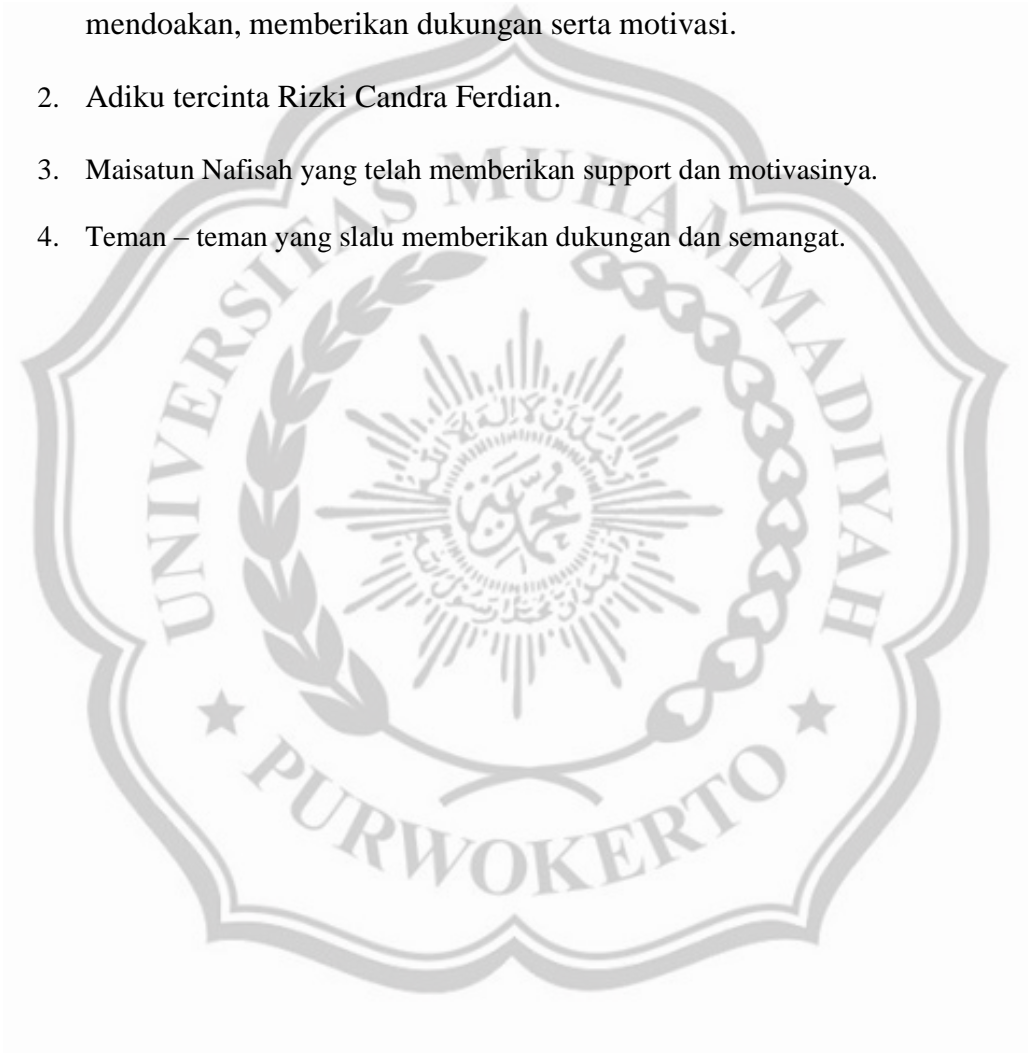 mendoakan, memberikan dukungan serta motivasi.
2. Adiku tercinta Rizki Candra Ferdian.
3. Maisatun Nafisah yang telah memberikan support dan motivasinya.
4. Teman – teman yang slalu memberikan dukungan dan semangat.
UNIVERSITAS MUHAMMADIYAH
PURWOKERTO
محمد